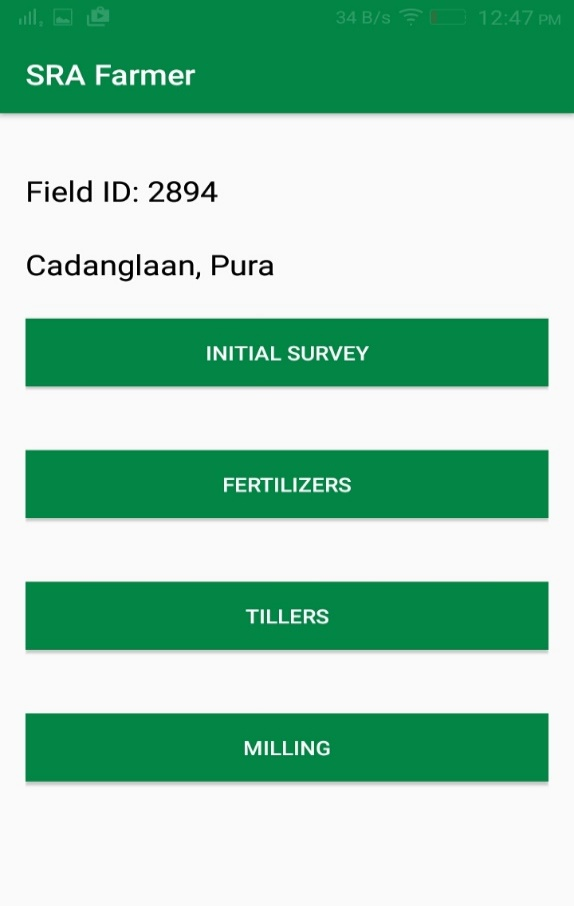 34 B/s 12:47 PM
SRA Farmer
Field ID: 2894
Cadanglaan, Pura
INITIAL SURVEY
FERTILIZERS
TILLERS
MILLING